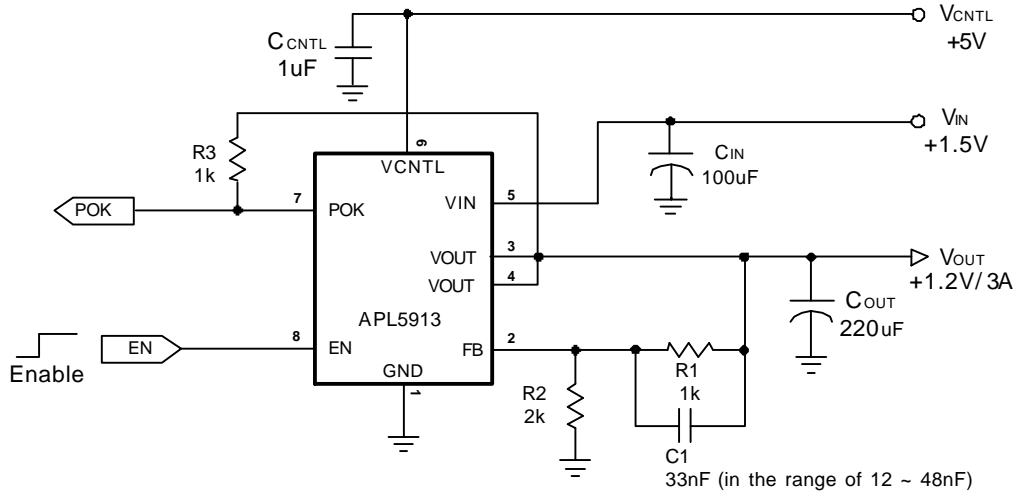 VCNTL
+5V
CCNTL
1uF
VIN
+1.5V
CIN
100uF
R3
1k
6
VCNTL
POK
7
POK
VIN
5
VOUT
3
VOUT
4
VOUT
+1.2V/3A
COUT
220uF
APL5913
Enable
EN
8
EN
FB
2
GND
1
R1
1k
R2
2k
C1
33nF (in the range of 12 ~ 48nF)